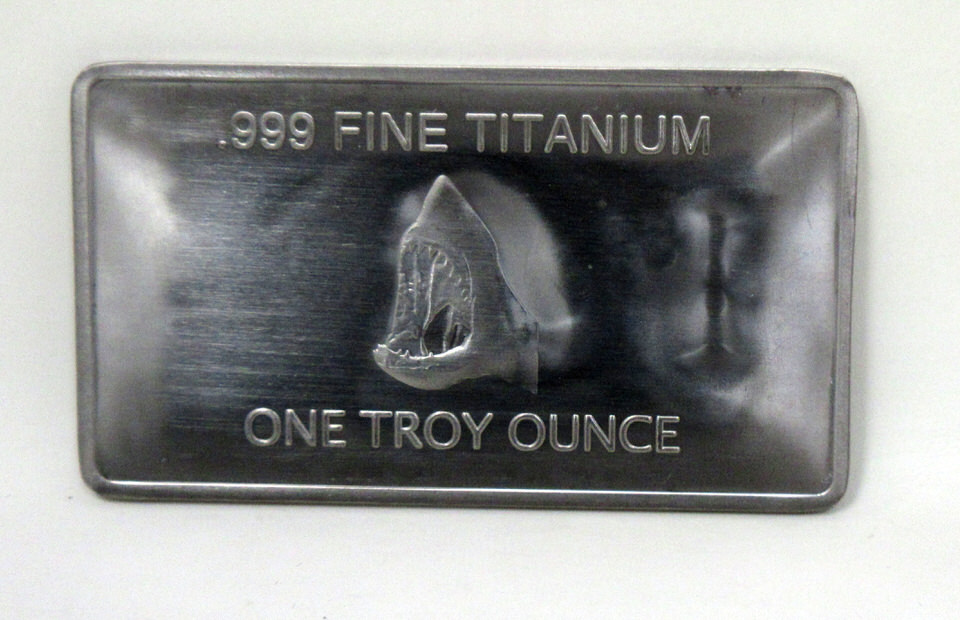 .999 FINE TITANIUM
ONE TROY OUNCE